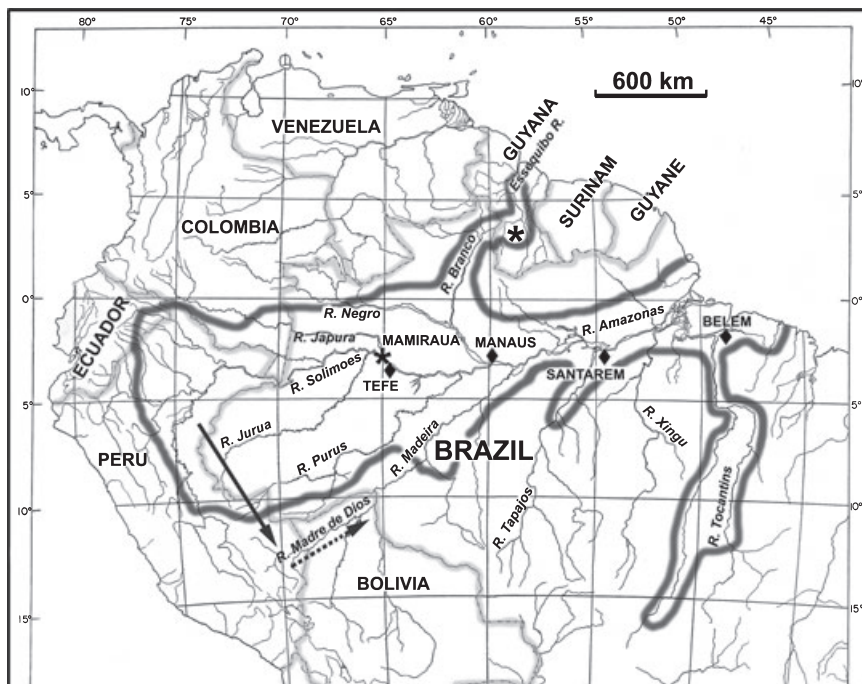 80° 75° 70° 65° 60° 55° 50° 45°
10° 10°
600 km
VENEZUELA
GUYANA
Essequibo R.
SURINAM
GUYANE
5° 5°
COLOMBIA
*
R. Branco
0° 0°
ECUADOR
R. Negro
R. Amazonas
R. Japura
MAMIRAUA
MANAUS
BELEM
*
R. Solimoes
TEFE
SANTAREM
5° 5°
R. Jurua
R. Xingu
PERU
R. Purus
R. Madeira
BRAZIL
R. Tapajos
R. Tocantins
10° 10°
R. Madre de Dios
BOLIVIA
15° 15°